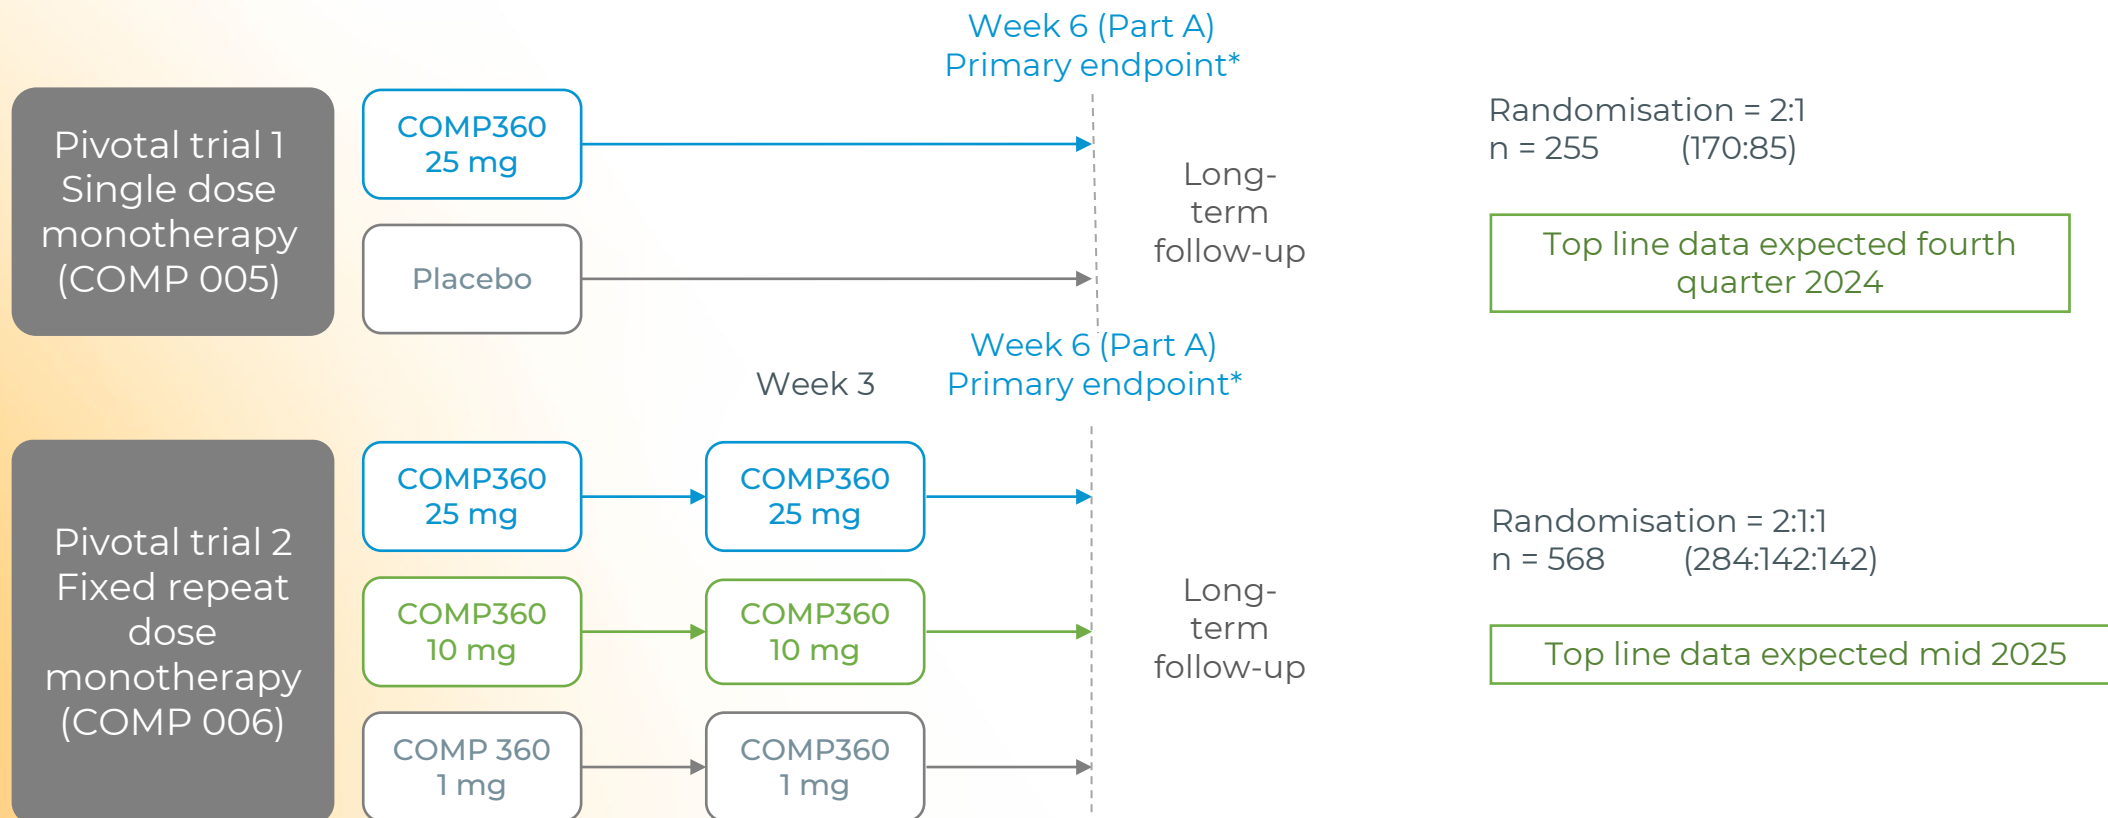 Week 6 (Part A)
Primary endpoint*
Pivotal trial 1
Single dose
monotherapy
(COMP 005)
COMP360
25 mg
Placebo
Long-
term
follow-up
Randomisation = 2:1
n = 255 (170:85)
Top line data expected fourth
quarter 2024
Week 3
Week 6 (Part A)
Primary endpoint*
Pivotal trial 2
Fixed repeat
dose
monotherapy
(COMP 006)
COMP360
25 mg
COMP360
25 mg
COMP360
10 mg
COMP360
10 mg
COMP 360
1 mg
COMP360
1 mg
Long-
term
follow-up
Randomisation = 2:1:1
n = 568 (284:142:142)
Top line data expected mid 2025